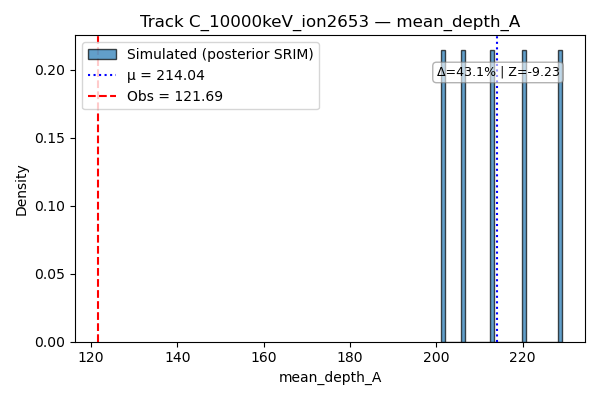 Track C_10000keV_ion2653 — mean_depth_A
Simulated (posterior SRIM)
μ = 214.04
Obs = 121.69
Δ=43.1% | Z=-9.23
Density
0.20
0.15
0.10
0.05
0.00
120 140 160 180 200 220
mean_depth_A